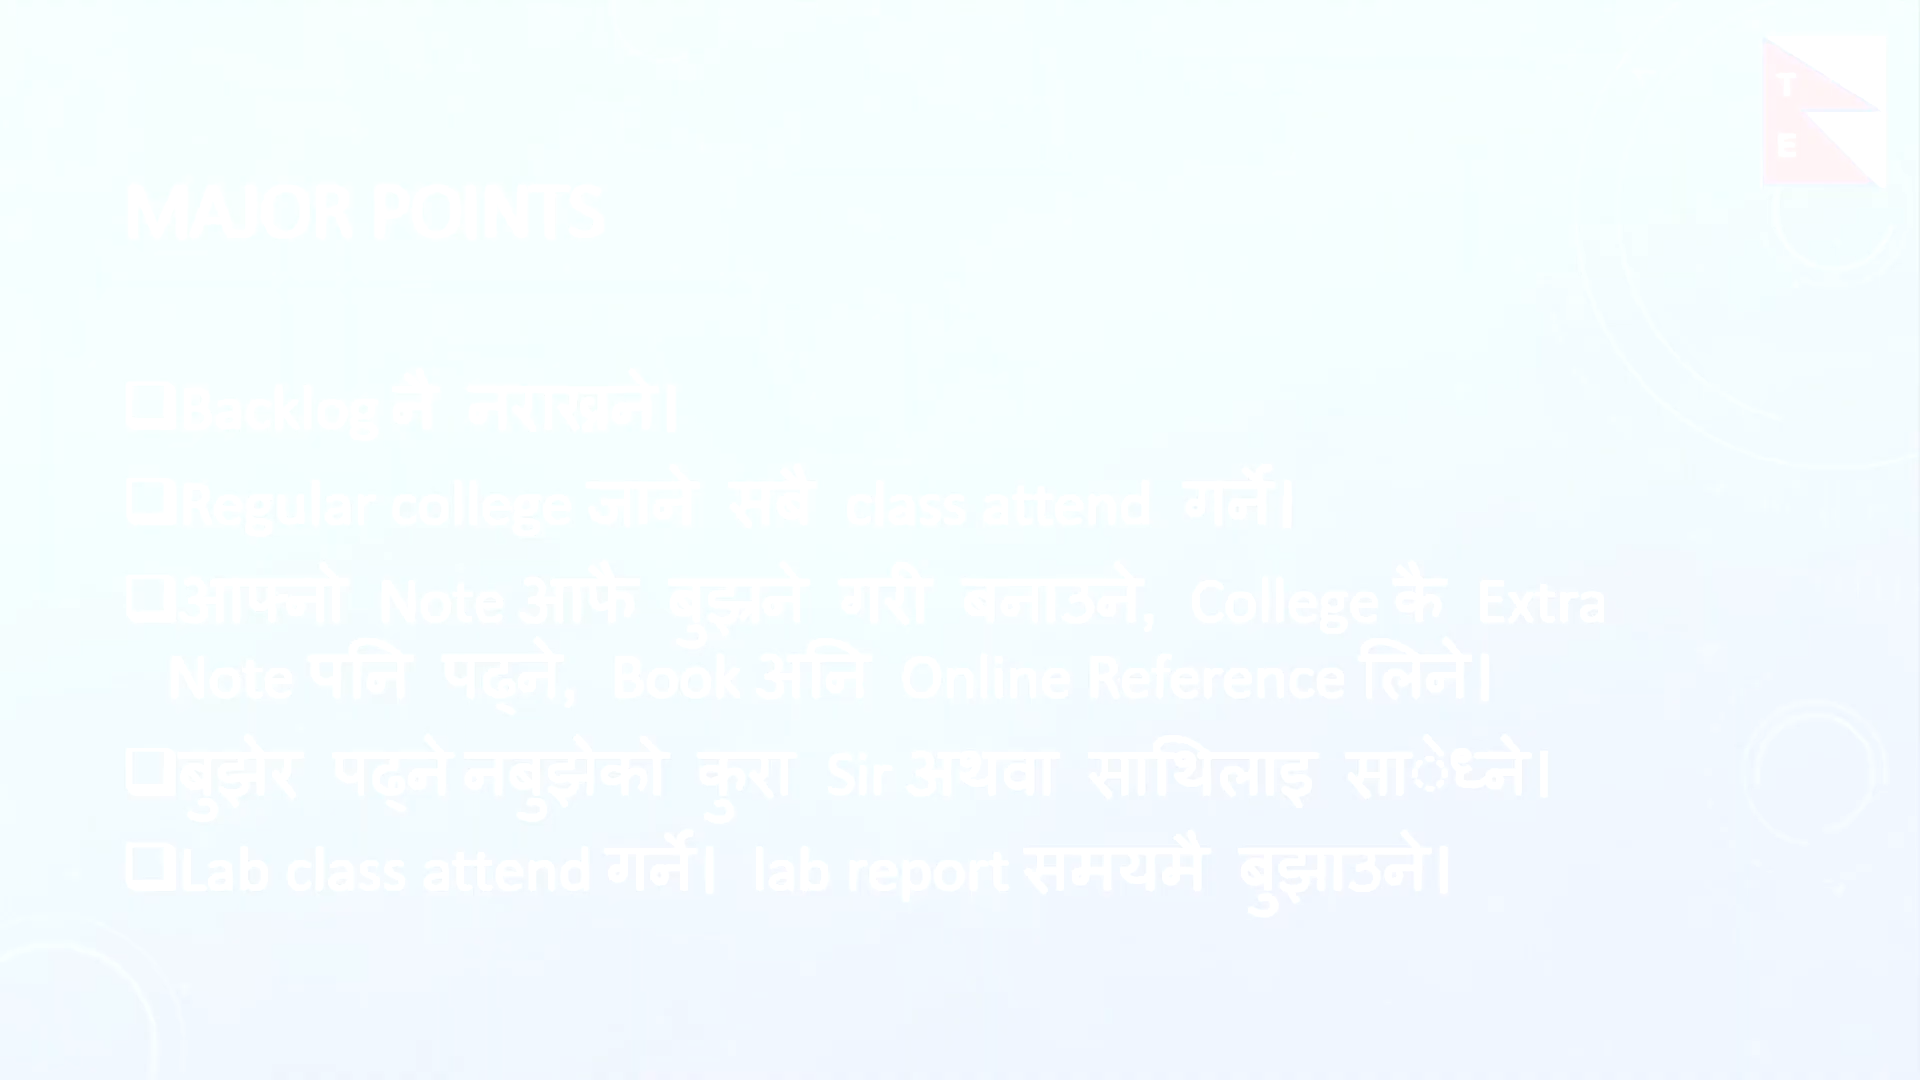 T
E
MAJOR POINTS
❑Backlog नै नराख्ने।
❑Regular college जाने सबै class attend गर्ने।
❑आफ्नो Note आफै बुझ्ने गरी बनाउने, College कै Extra
Note पनि पढ्ने, Book अनि Online Reference लिने।
❑बुझेर पढ्ने नबुझेको कुरा Sir अथवा साथिलाइ साेध्ने।
❑Lab class attend गर्ने। lab report समयमै बुझाउने।